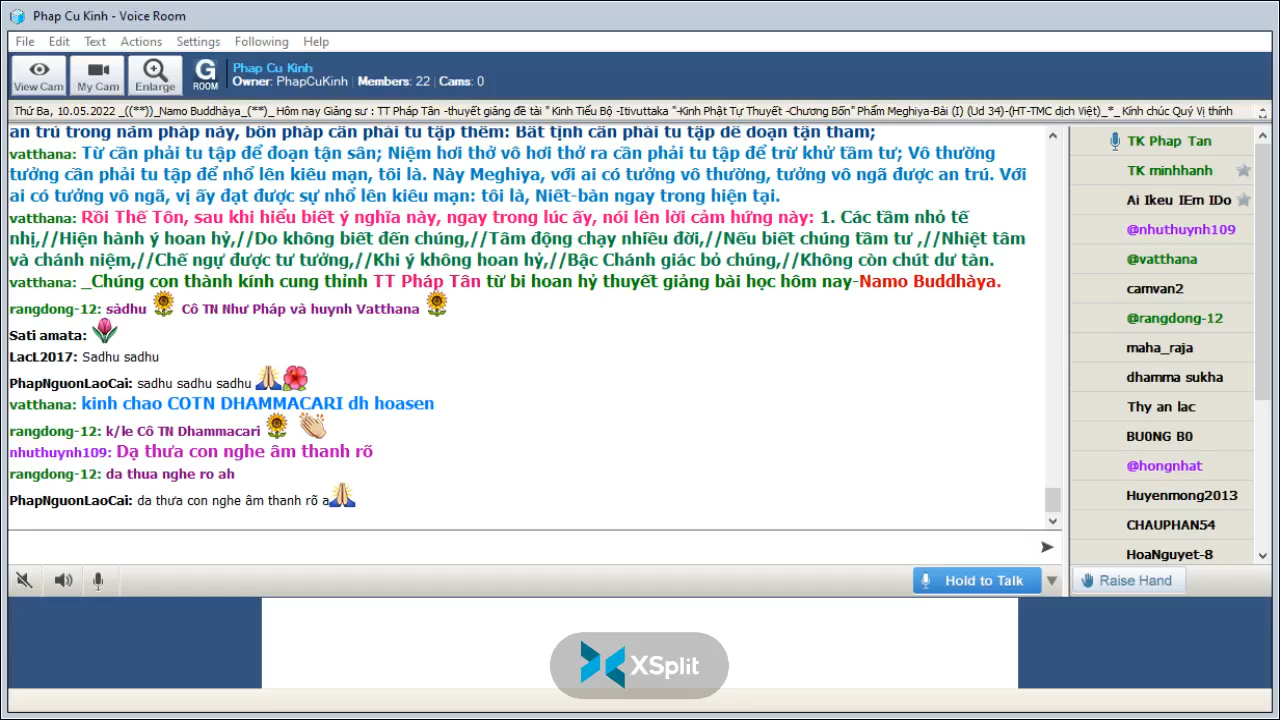 Phap Cu Kinh - Voice Room
File Edit Text Actions Settings Following Help
View Cam My Cam Enlarge G ROOM
Phap Cu Kinh
Owner: PhapCuKinh | Members: 22 | Cams: 0
Thứ Ba, 10.05.2022 _((**))_Namo Buddhàya_(**)_ Hôm nay Giảng sư : TT Pháp Tân -thuyết giảng đề tài " Kinh Tiểu Bộ -Itivuttaka "-Kinh Phật Tự Thuyết -Chương Bốn" Phẩm Meghiya-Bài (I) (Ud 34)-(HT-TMC dịch Việt)_*_ Kính chúc Quý Vị thính
an trú trong năm pháp này, bốn pháp cần phải tu tập thêm: Bất tịnh cần phải tu tập để đoạn tận tham;
vatthana: Từ cần phải tu tập để đoạn tận sân; Niệm hơi thở vô hơi thở ra cần phải tu tập để trừ khử tầm tư; Vô thường
tưởng cần phải tu tập để nhổ lên kiêu mạn, tôi là. Này Meghiya, với ai có tưởng vô thường, tưởng vô ngã được an trú. Với
ai có tưởng vô ngã, vị ấy đạt được sự nhổ lên kiêu mạn: tôi là, Niết-bàn ngay trong hiện tại.
vatthana: Rồi Thế Tôn, sau khi hiểu biết ý nghĩa này, ngay trong lúc ấy, nói lên lời cảm hứng này: 1. Các tầm nhỏ tế
nhị,//Hiện hành ý hoan hỷ,//Do không biết đến chúng,//Tâm động chạy nhiều đời,//Nếu biết chúng tầm tư ,//Nhiệt tâm
và chánh niệm,//Chế ngự được tư tưởng,//Khi ý không hoan hỷ,//Bậc Chánh giác bỏ chúng,//Không còn chút dư tàn.
vatthana: _Chúng con thành kính cung thỉnh TT Pháp Tân từ bi hoan hỷ thuyết giảng bài học hôm nay-Namo Buddhàya.
rangdong-12: sàdhu Cô TN Như Pháp và huynh Vatthana
Sati amata:
LacL2017: Sadhu sadhu
PhapNguonLaoCai: sadhu sadhu sadhu
vatthana: kinh chao COTN DHAMMACARI dh hoasen
rangdong-12: k/le Cô TN Dhammacari
nhuthuynh109: Dạ thưa con nghe âm thanh rõ
rangdong-12: da thua nghe ro ah
PhapNguonLaoCai: da thưa con nghe âm thanh rõ a
TK Phap Tan
TK minhhanh
Ai Ikeu IEm IDo
@nhuthuynh109
@vatthana
camvan2
@rangdong-12
maha_raja
dhamma sukha
Thy an lac
BU0NG B0
@hongnhat
Huyenmong2013
CHAUPHAN54
HoaNguyet-8
Hold to Talk
Raise Hand
XSplit